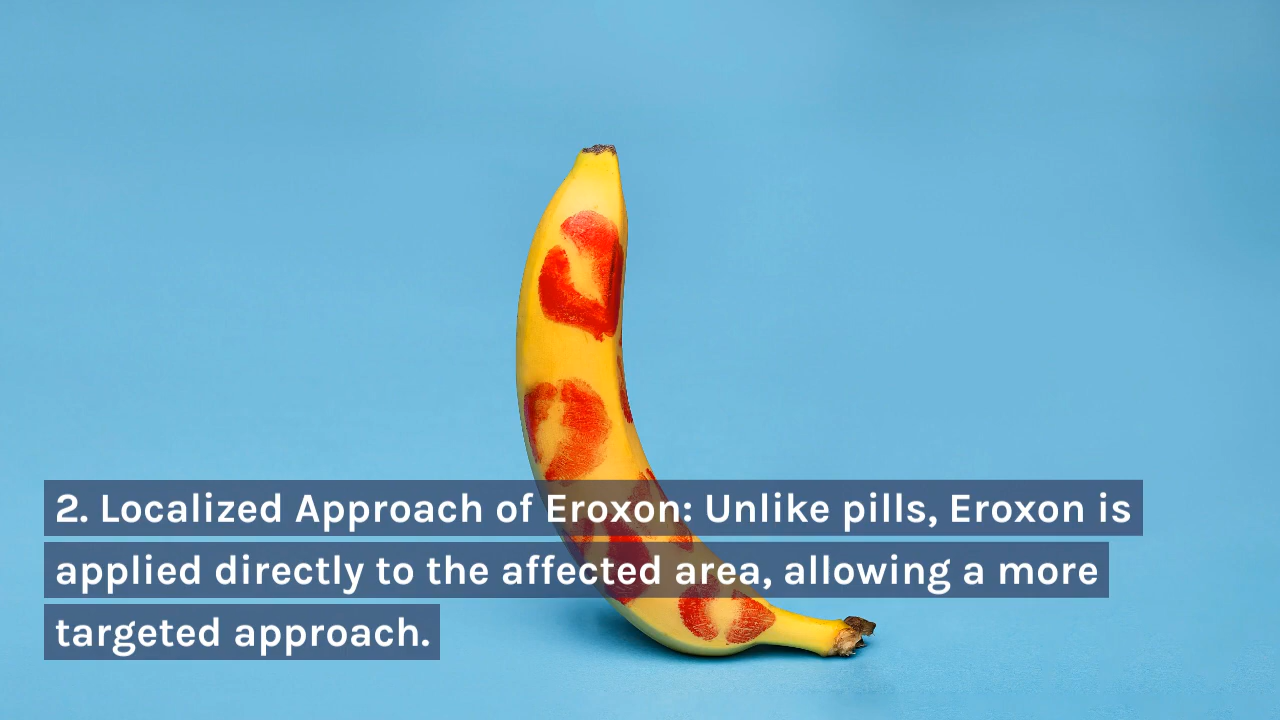 2. Localized Approach of Eroxon: Unlike pills, Eroxon is
applied directly to the affected area, allowing a more
targeted approach.